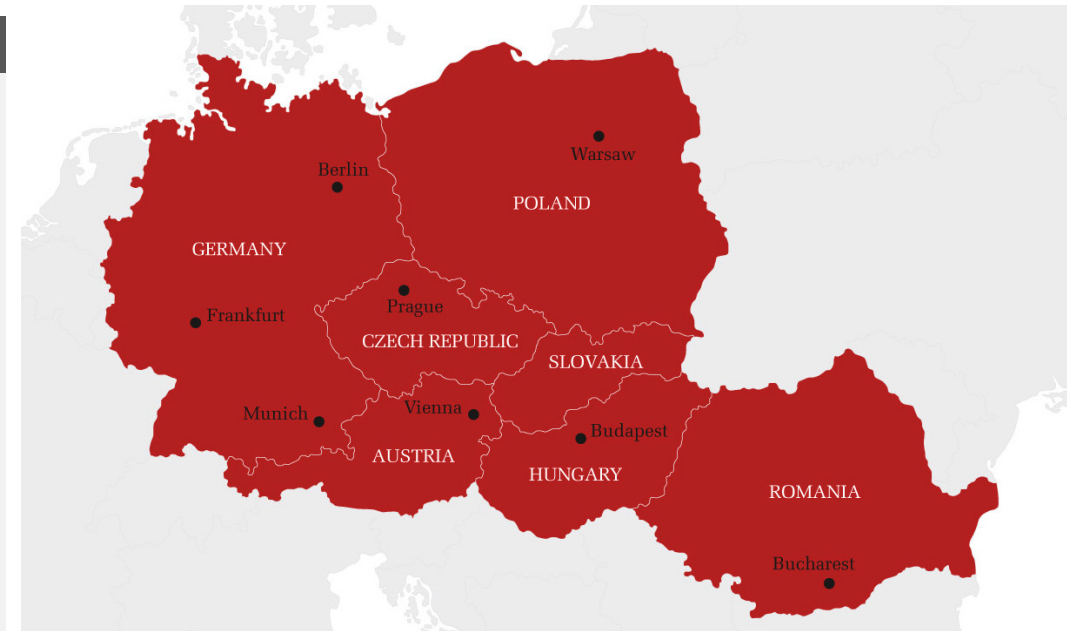 Warsaw
Berlin
POLAND
GERMANY
Prague
Frankfurt
CZECH REPUBLIC
SLOVAKIA
Vienna
Munich
Budapest
AUSTRIA
HUNGARY
ROMANIA
Bucharest